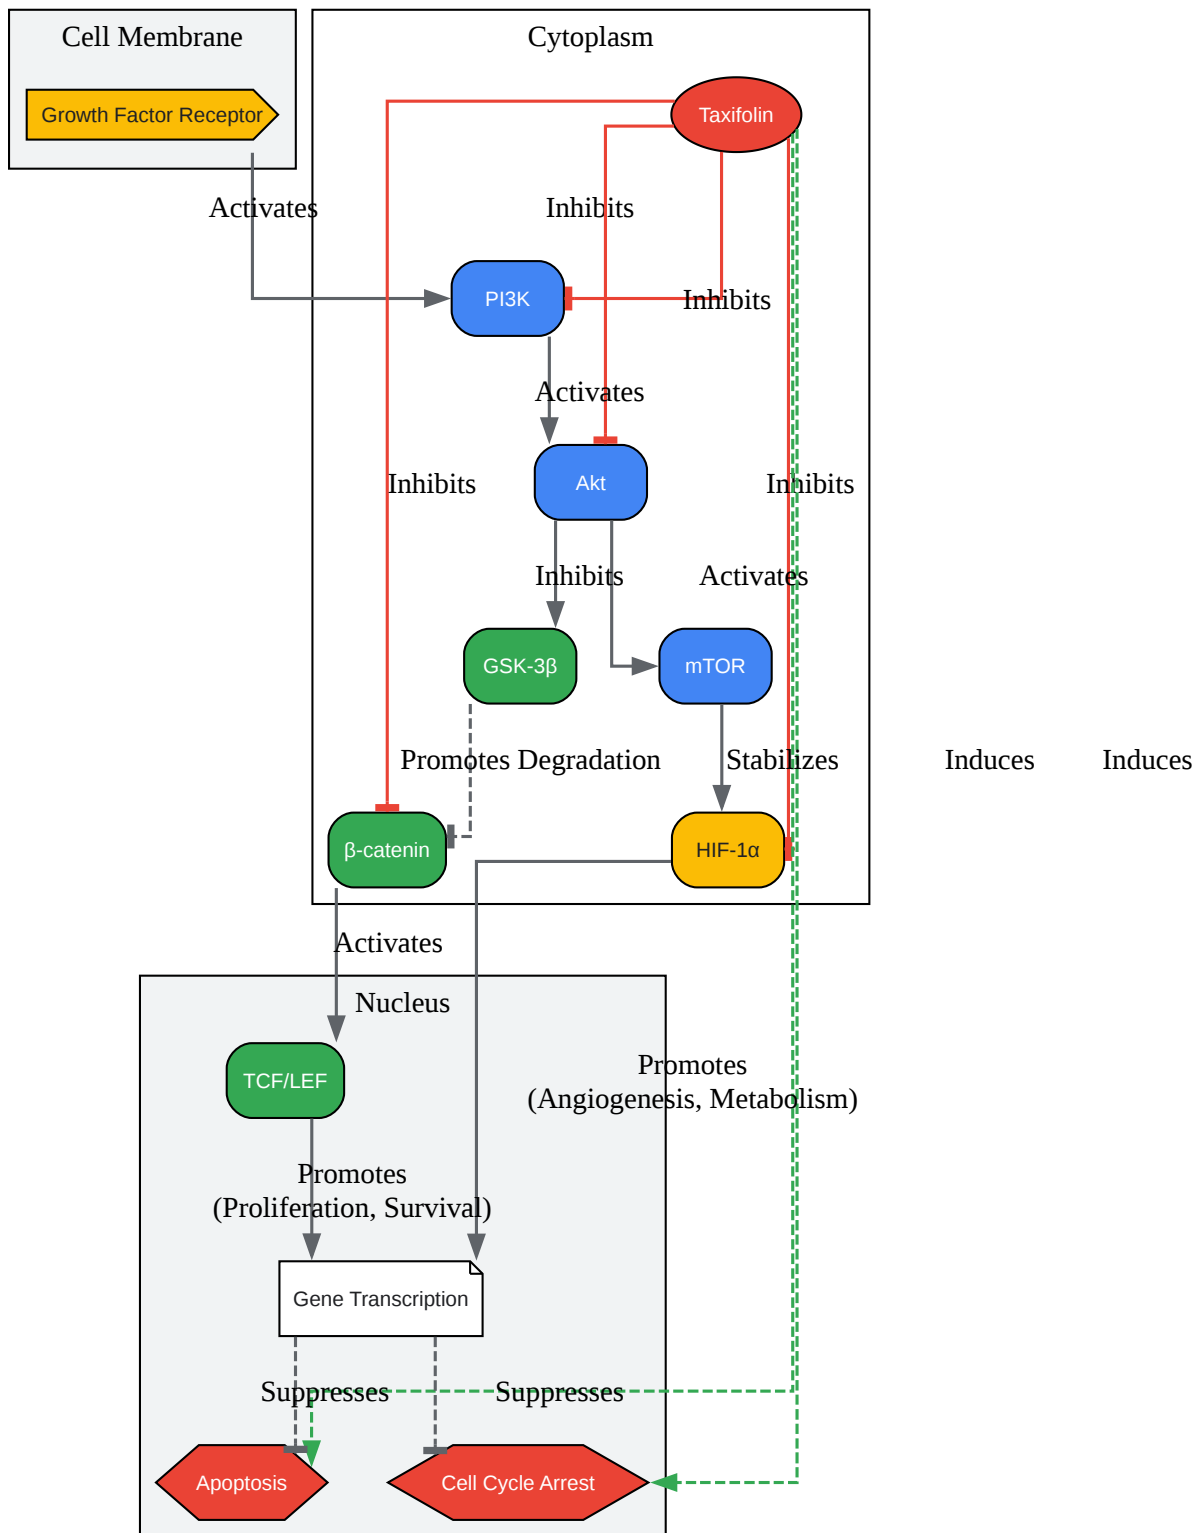 Cell Membrane
Cytoplasm
Growth Factor Receptor
Taxifolin
Activates
Inhibits
PI3K
Inhibits
Activates
Inhibits
Akt
Inhibits
Inhibits
Activates
GSK-3β
mTOR
Promotes Degradation
Stabilizes
Induces
Induces
β-catenin
HIF-1α
Activates
Nucleus
TCF/LEF
Promotes
(Angiogenesis, Metabolism)
Promotes
(Proliferation, Survival)
Gene Transcription
Suppresses
Suppresses
Apoptosis
Cell Cycle Arrest